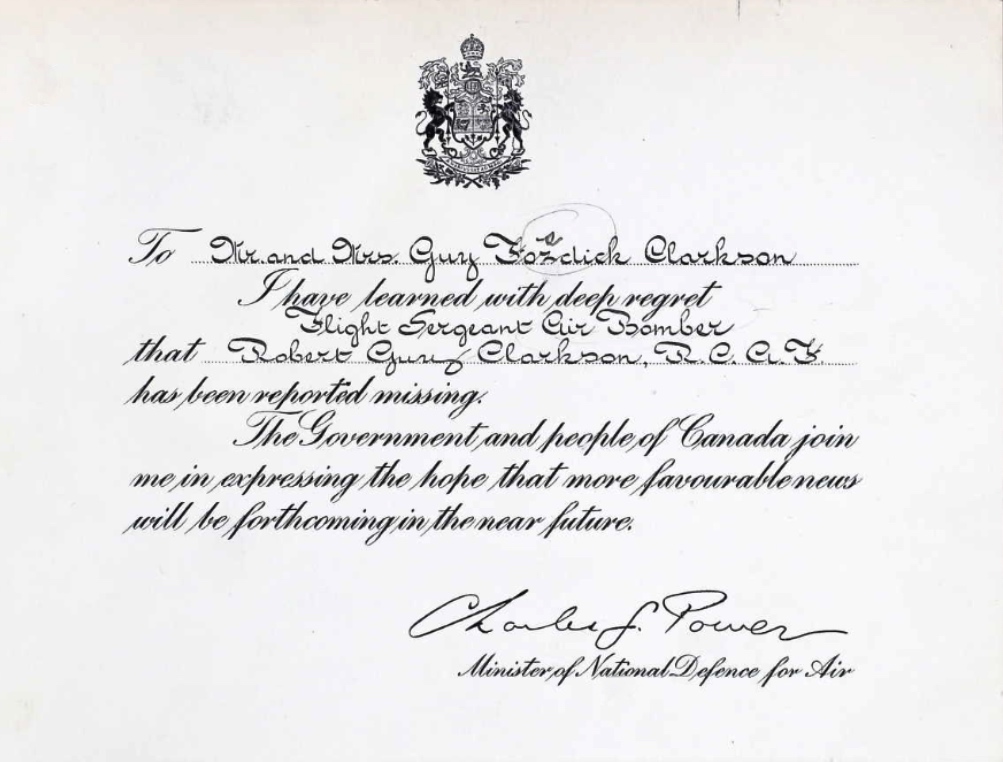 To Mr. and Mrs. Guy Fosdick Clarkson
I have learned with deep regret
Flight Sergeant Air Bomber
that Robert Guy Clarkson, R.C.A.F.
has been reported missing.
The Government and people of Canada join
me in expressing the hope that more favourable news
will be forthcoming in the near future.
Charles G. Power
Minister of National Defence for Air